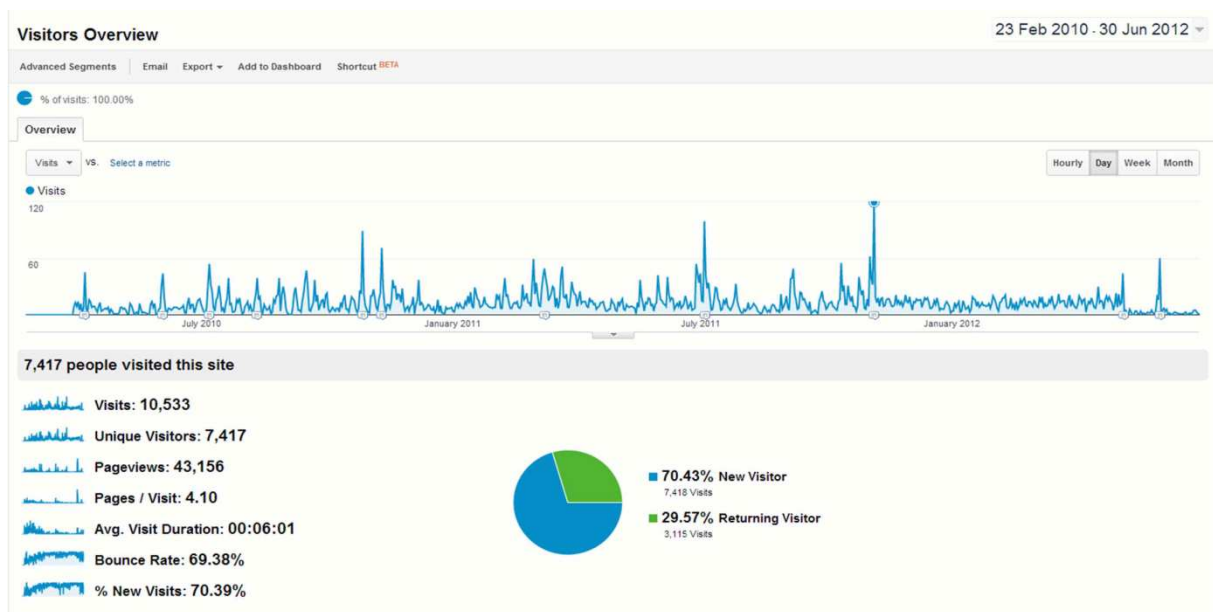 Visitors Overview
23 Feb 2010 - 30 Jun 2012
Advanced Segments Email Export Add to Dashboard Shortcut BETA
% of visits: 100.00%
Overview
Visits VS. Select a metric
Hourly Day Week Month
Visits
120
60
July 2010 January 2011 July 2011 January 2012
7,417 people visited this site
Visits: 10,533
Unique Visitors: 7,417
Pageviews: 43,156
Pages / Visit: 4.10
Avg. Visit Duration: 00:06:01
Bounce Rate: 69.38%
% New Visits: 70.39%
70.43% New Visitor
7,418 Visits
29.57% Returning Visitor
3,115 Visits